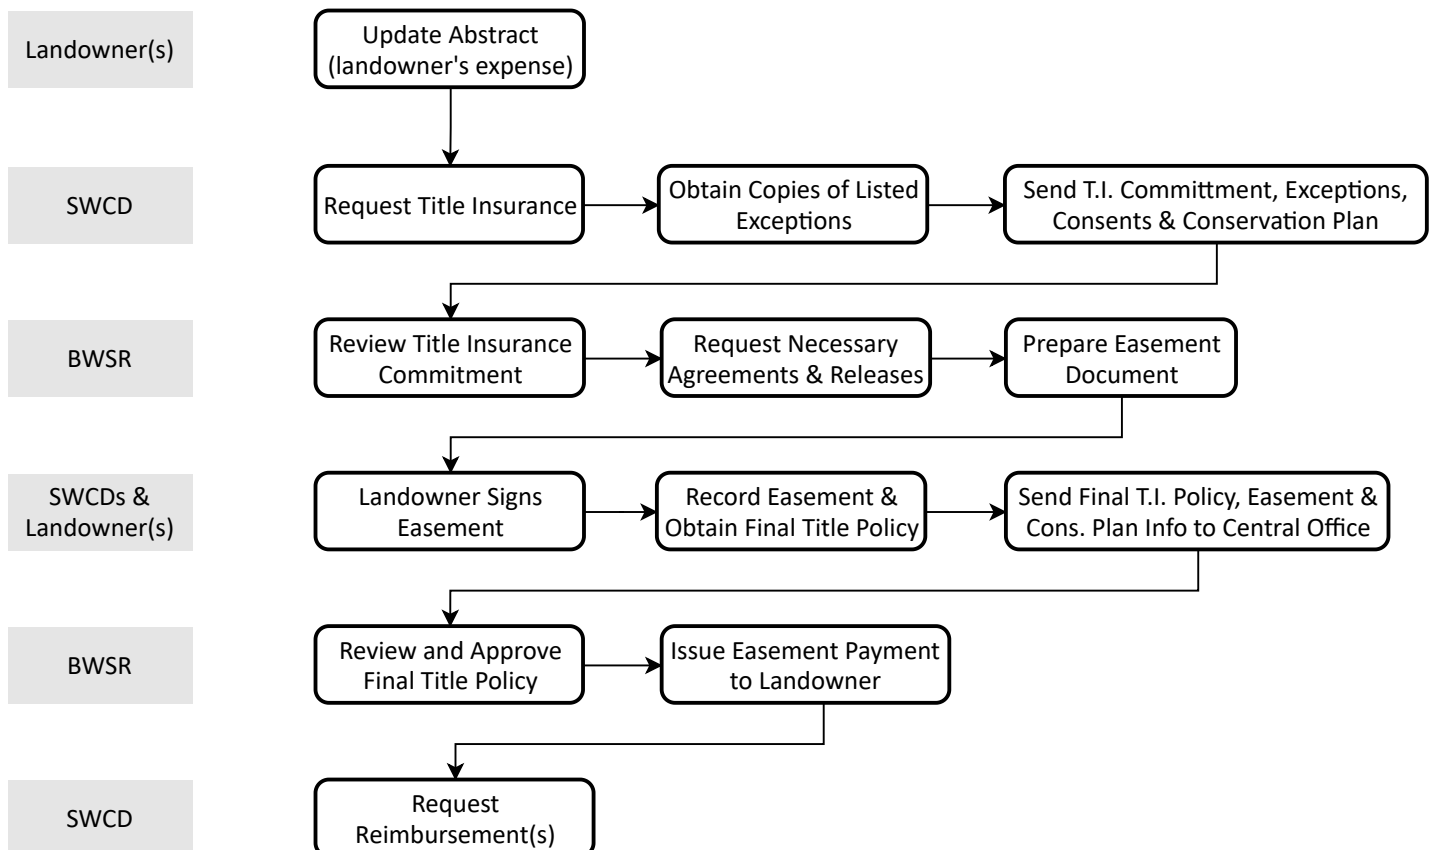 Landowner(s)
Update Abstract
(landowner's expense)
SWCD
Request Title Insurance
Obtain Copies of Listed
Exceptions
Send T.I. Committment, Exceptions,
Consents & Conservation Plan
BWSR
Review Title Insurance
Commitment
Request Necessary
Agreements & Releases
Prepare Easement
Document
SWCDs &
Landowner(s)
Landowner Signs
Easement
Record Easement &
Obtain Final Title Policy
Send Final T.I. Policy, Easement &
Cons. Plan Info to Central Office
BWSR
Review and Approve
Final Title Policy
Issue Easement Payment
to Landowner
SWCD
Request
Reimbursement(s)